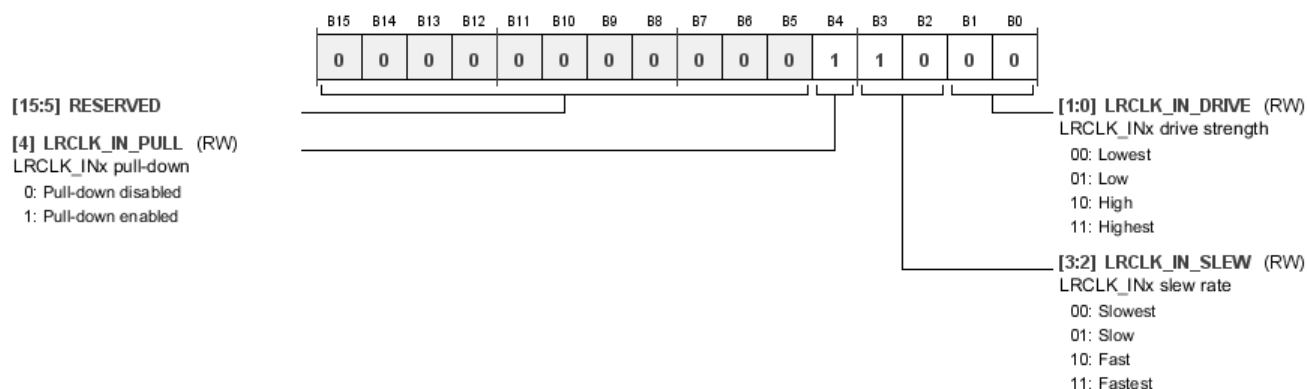 B15 B14 B13 B12 B11 B10 B9 B8 B7 B6 B5 B4 B3 B2 B1 B0
0 0 0 0 0 0 0 0 0 0 0 1 1 0 0 0
[15:5] RESERVED
[4] LRCLK_IN_PULL (RW)
LRCLK_INx pull-down
0: Pull-down disabled
1: Pull-down enabled
[1:0] LRCLK_IN_DRIVE (RW)
LRCLK_INx drive strength
00: Lowest
01: Low
10: High
11: Highest
[3:2] LRCLK_IN_SLEW (RW)
LRCLK_INx slew rate
00: Slowest
01: Slow
10: Fast
11: Fastest